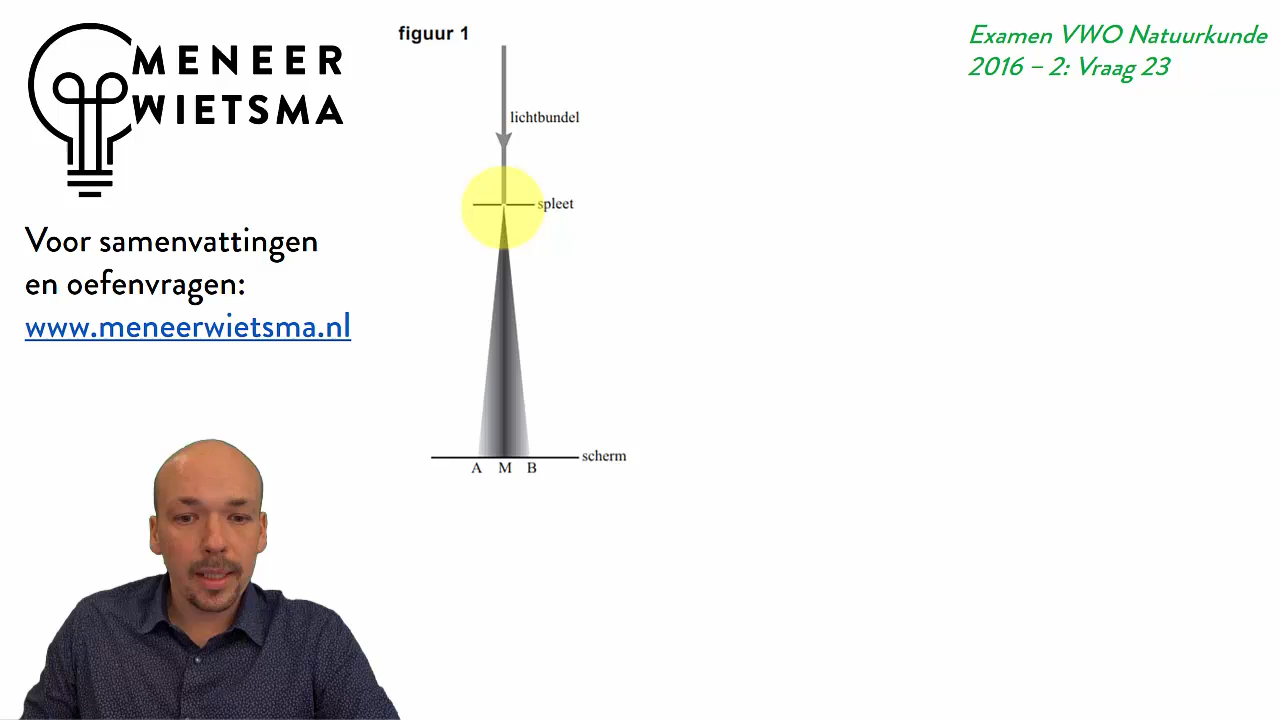 MENEER
WIETSMA
Voor samenvattingen
en oefenvragen:
www.meneerwietsma.nl
figuur 1
lichtbundel
spleet
scherm
A M B
Examen VWO Natuurkunde
2016 – 2: Vraag 23